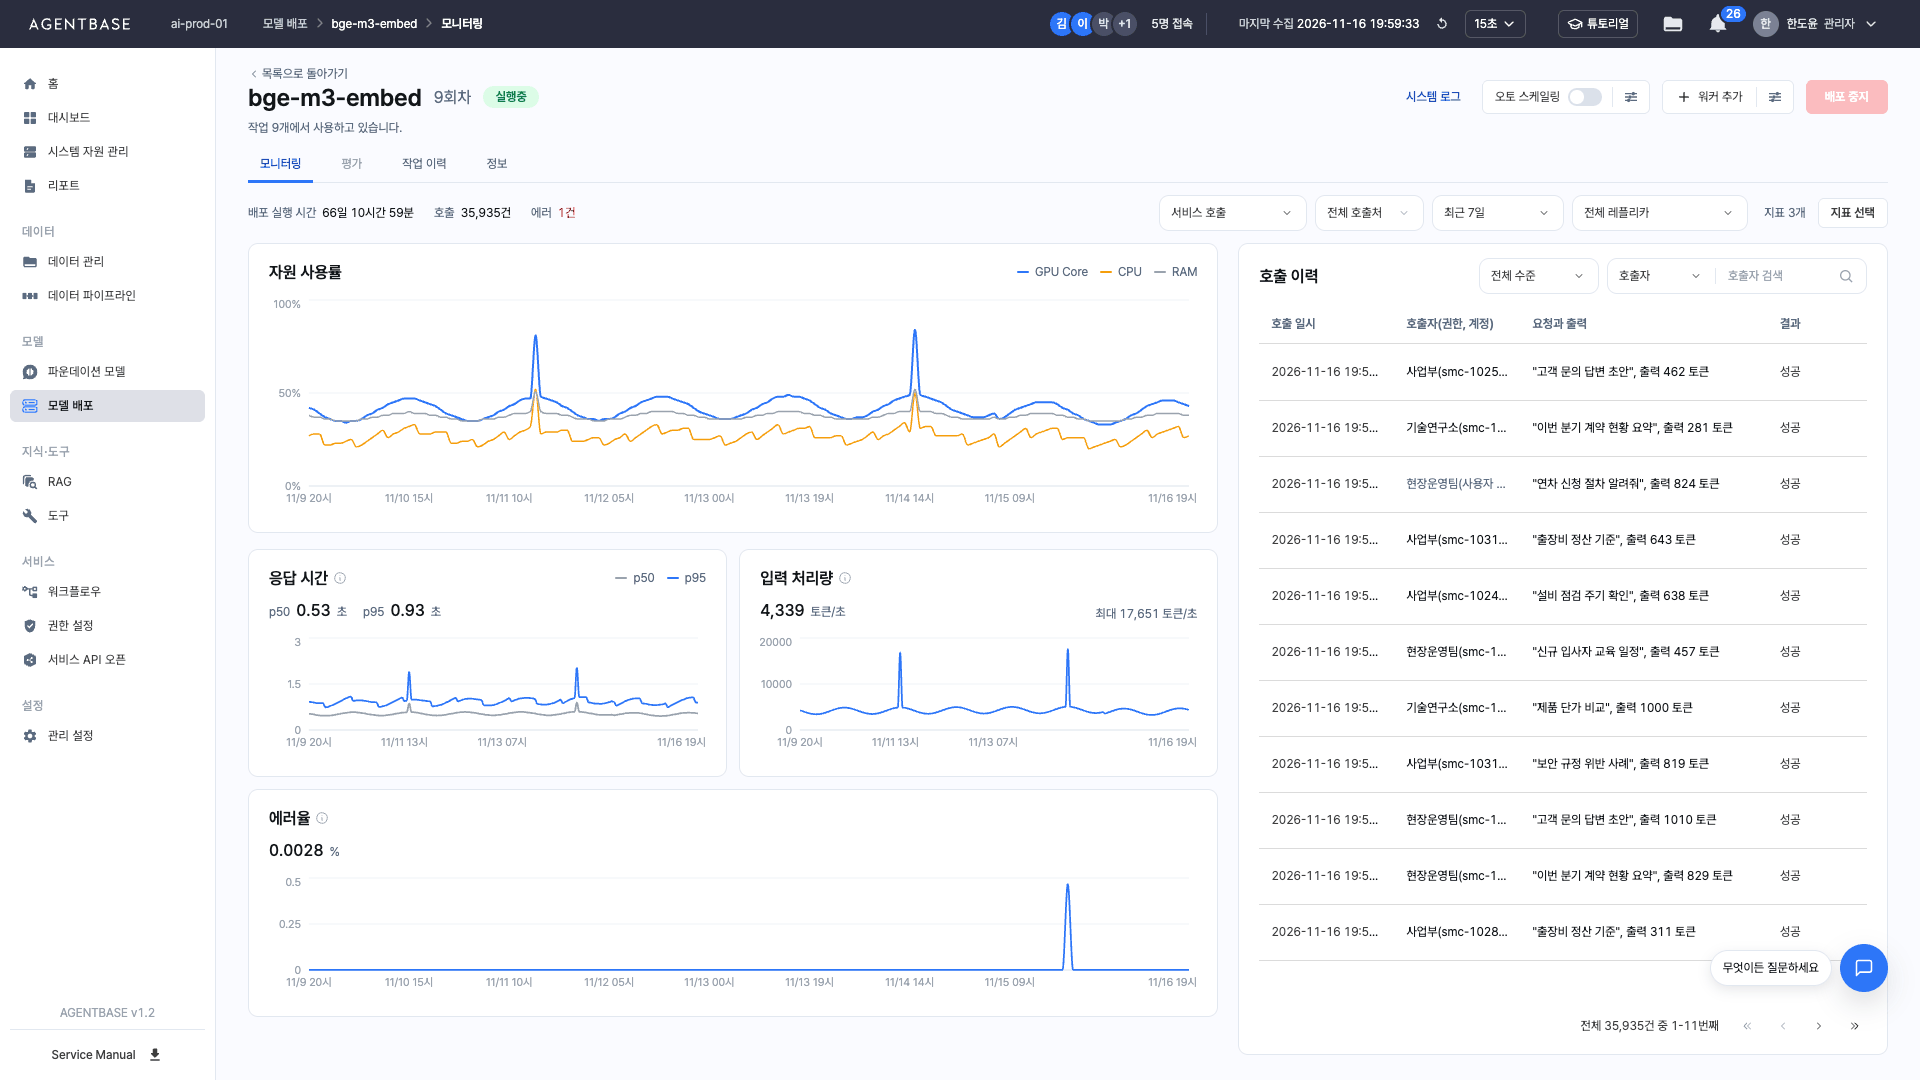 AGENTBASE
ai-prod-01
모델 배포 > bge-m3-embed > 모니터링
김 이 박 +1 5명 접속
마지막 수집 2026-11-16 19:59:33
15초
튜토리얼
26
한 한도윤 관리자
홈
대시보드
시스템 자원 관리
리포트
데이터
데이터 관리
데이터 파이프라인
모델
파운데이션 모델
모델 배포
지식·도구
RAG
도구
서비스
워크플로우
권한 설정
서비스 API 오픈
설정
관리 설정
AGENTBASE v1.2
Service Manual
목록으로 돌아가기
bge-m3-embed 9회차 실행중
작업 9개에서 사용하고 있습니다.
시스템 로그
오토 스케일링
워커 추가
배포 중지
모니터링 평가 작업 이력 정보
배포 실행 시간 66일 10시간 59분 호출 35,935건 에러 1건
서비스 호출 전체 호출처 최근 7일 전체 레플리카 지표 3개 지표 선택
자원 사용률
GPU Core CPU RAM
100%
50%
0%
11/9 20시 11/10 15시 11/11 10시 11/12 05시 11/13 00시 11/13 19시 11/14 14시 11/15 09시 11/16 19시
응답 시간
p50 p95
p50 0.53 초 p95 0.93 초
3
1.5
0
11/9 20시 11/11 13시 11/13 07시 11/16 19시
입력 처리량
4,339 토큰/초
최대 17,651 토큰/초
20000
10000
0
11/9 20시 11/11 13시 11/13 07시 11/16 19시
에러율
0.0028 %
0.5
0.25
0
11/9 20시 11/10 15시 11/11 10시 11/12 05시 11/13 00시 11/13 19시 11/14 14시 11/15 09시 11/16 19시
호출 이력
전체 수준 호출자 호출자 검색
호출 일시 호출자(권한, 계정) 요청과 출력 결과
2026-11-16 19:5... 사업부(smc-1025... "고객 문의 답변 초안", 출력 462 토큰 성공
2026-11-16 19:5... 기술연구소(smc-1... "이번 분기 계약 현황 요약", 출력 281 토큰 성공
2026-11-16 19:5... 현장운영팀(사용자 ... "연차 신청 절차 알려줘", 출력 824 토큰 성공
2026-11-16 19:5... 사업부(smc-1031... "출장비 정산 기준", 출력 643 토큰 성공
2026-11-16 19:5... 사업부(smc-1024... "설비 점검 주기 확인", 출력 638 토큰 성공
2026-11-16 19:5... 현장운영팀(smc-1... "신규 입사자 교육 일정", 출력 457 토큰 성공
2026-11-16 19:5... 기술연구소(smc-1... "제품 단가 비교", 출력 1000 토큰 성공
2026-11-16 19:5... 사업부(smc-1031... "보안 규정 위반 사례", 출력 819 토큰 성공
2026-11-16 19:5... 현장운영팀(smc-1... "고객 문의 답변 초안", 출력 1010 토큰 성공
2026-11-16 19:5... 현장운영팀(smc-1... "이번 분기 계약 현황 요약", 출력 829 토큰 성공
2026-11-16 19:5... 사업부(smc-1028... "출장비 정산 기준", 출력 311 토큰 성공
무엇이든 질문하세요
전체 35,935건 중 1-11번째